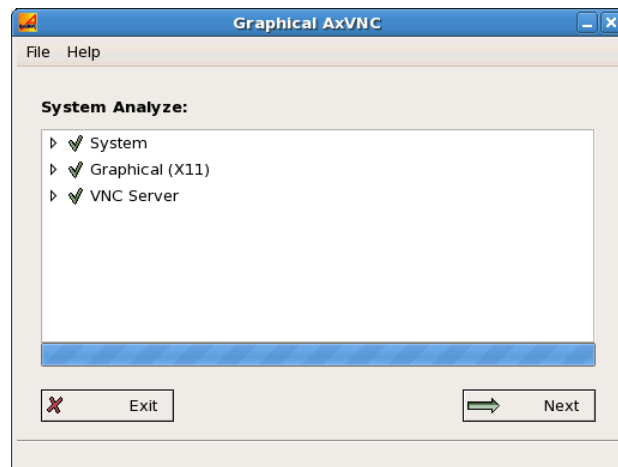 Graphical AxVNC
File Help
System Analyze:
System
Graphical (X11)
VNC Server
Exit
Next